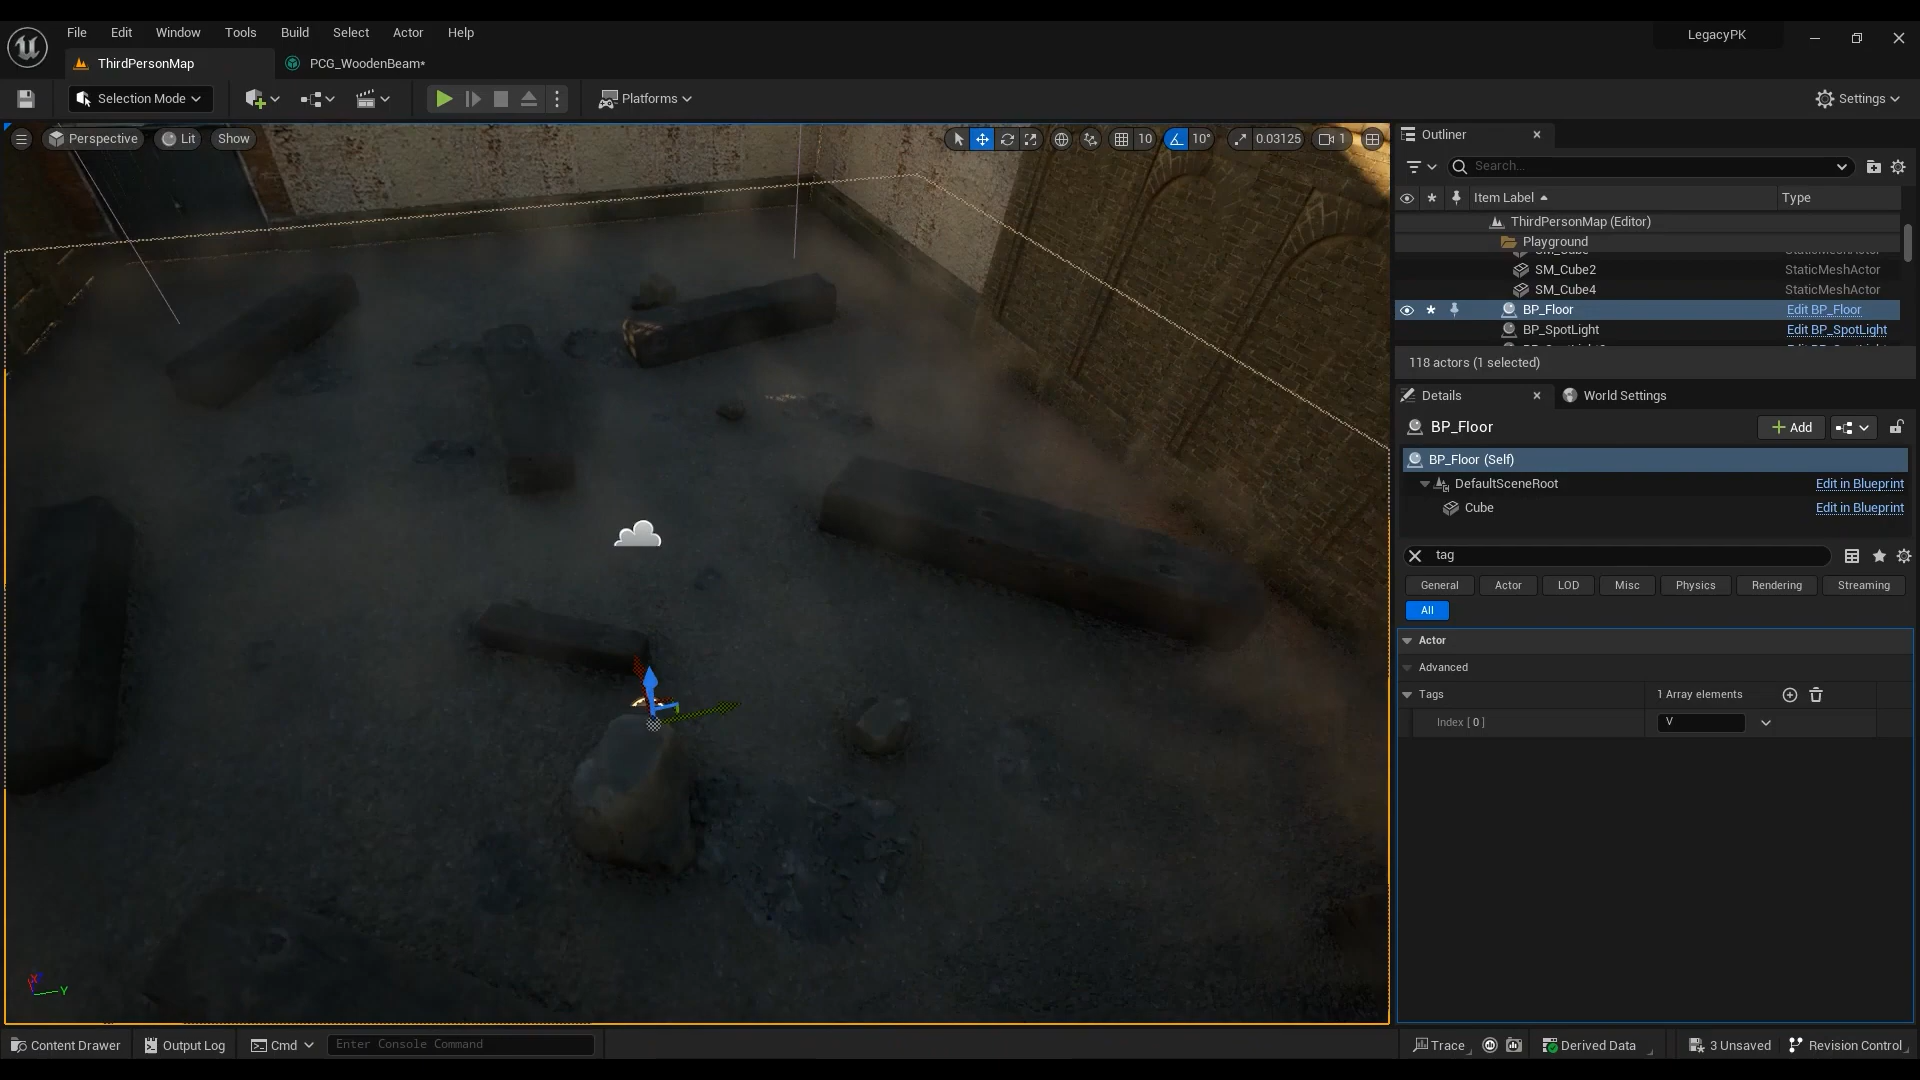 File Edit Window Tools Build Select Actor Help
LegacyPK
ThirdPersonMap
PCG_WoodenBeam*
Selection Mode
Platforms
Settings
Perspective Lit Show
10 10° 0.03125 1
Outliner
Search...
Item Label Type
ThirdPersonMap (Editor)
Playground
SM_Cube StaticMeshActor
SM_Cube2 StaticMeshActor
SM_Cube4 StaticMeshActor
BP_Floor Edit BP_Floor
BP_SpotLight Edit BP_SpotLight
118 actors (1 selected)
Details World Settings
BP_Floor
Add
BP_Floor (Self)
DefaultSceneRoot Edit in Blueprint
Cube Edit in Blueprint
tag
General Actor LOD Misc Physics Rendering Streaming
All
Actor
Advanced
Tags 1 Array elements
Index [ 0 ] V
X Y
Content Drawer Output Log Cmd Enter Console Command
Trace Derived Data 3 Unsaved Revision Control